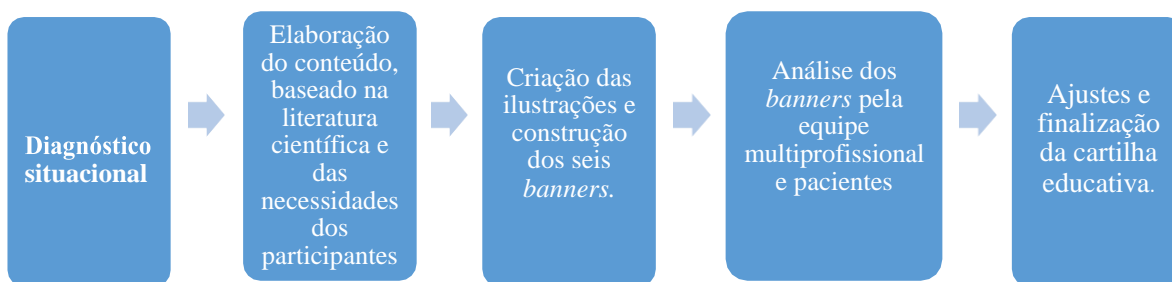 Diagnóstico
situacional
Elaboração
do conteúdo,
baseado na
literatura
científica e
das
necessidades
dos
participantes
Criação das
ilustrações e
construção
dos seis
banners.
Análise dos
banners pela
equipe
multiprofissional
e pacientes
Ajustes e
finalização
da cartilha
educativa.